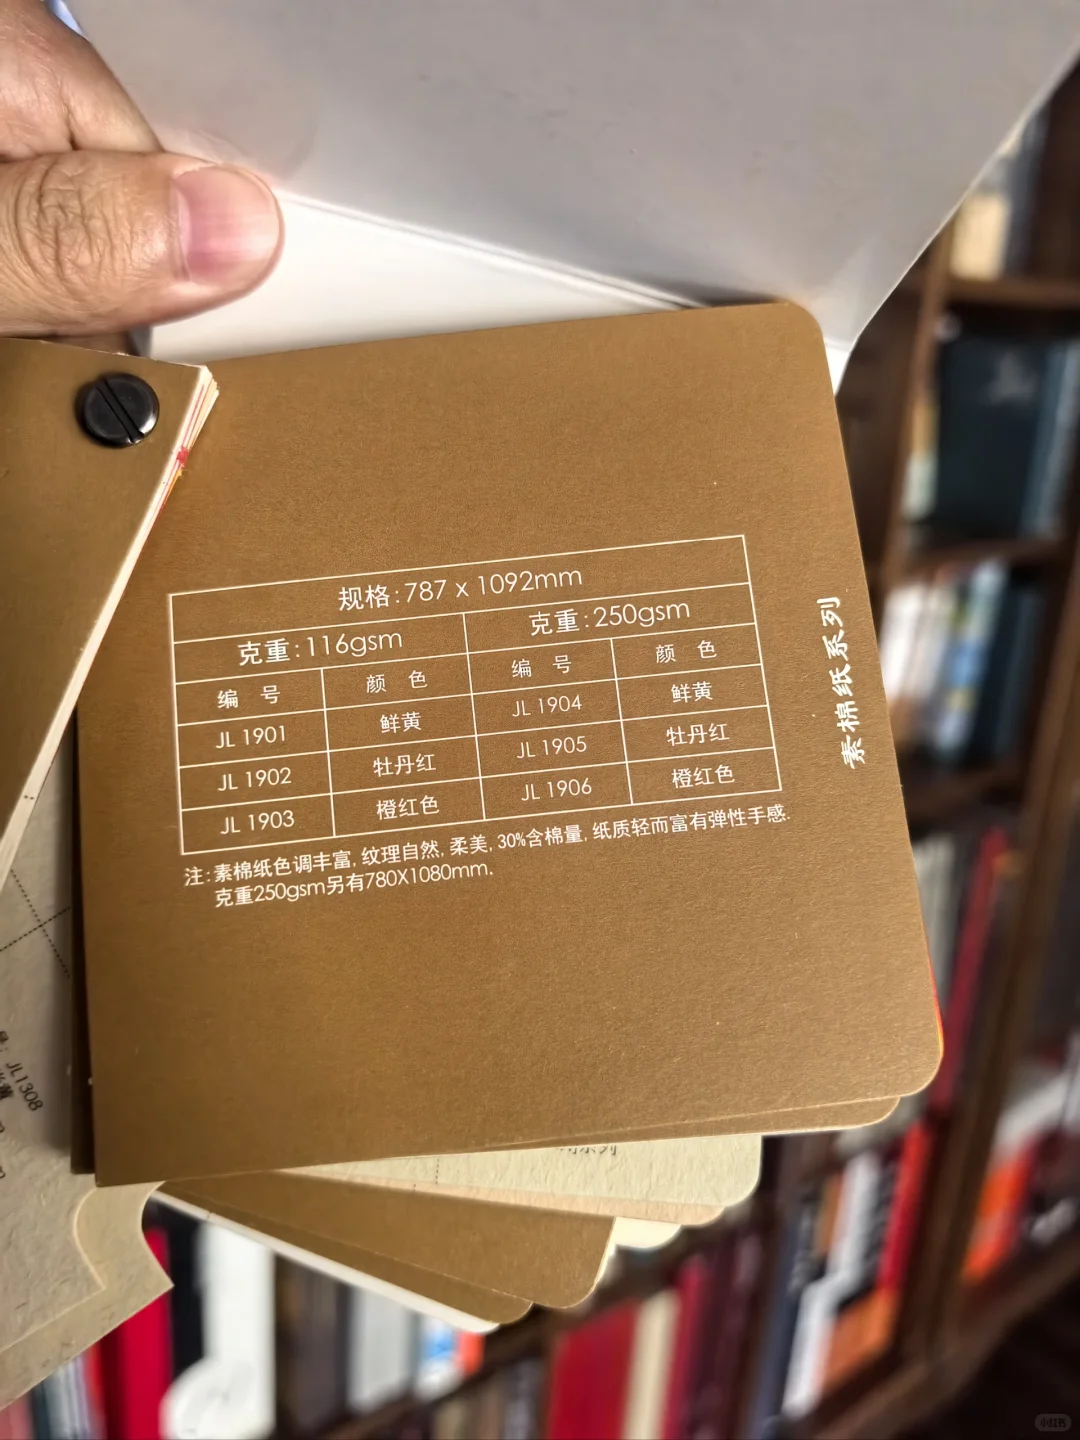 规格:787 x 1092mm
克重:116gsm 克重:250gsm
编 号 颜 色 编 号 颜 色
JL 1901 鲜黄 JL 1904 鲜黄
JL 1902 牡丹红 JL 1905 牡丹红
JL 1903 橙红色 JL 1906 橙红色
注:素棉纸色调丰富,纹理自然,柔美,30%含棉量,纸质轻而富有弹性手感.
克重250gsm另有780X1080mm.
素棉纸系列
JL1308
系列
小红书